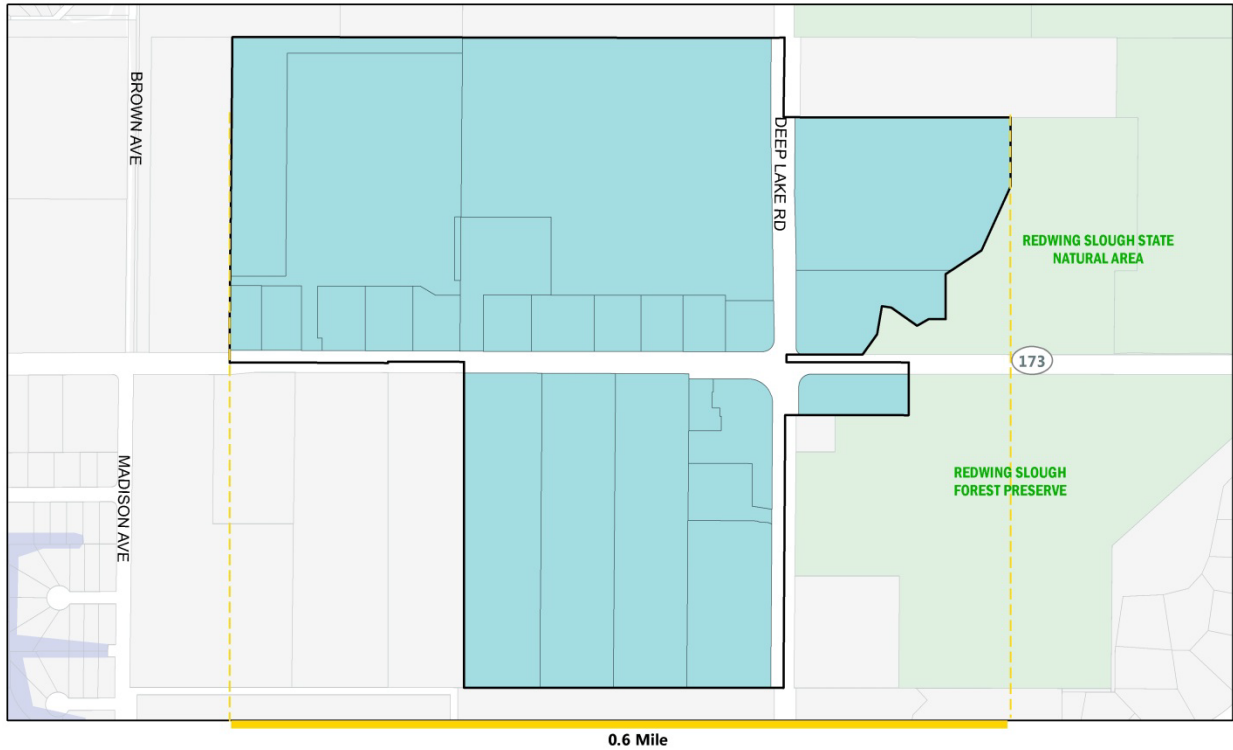 BROWN AVE
DEEP LAKE RD
REDWING SLOUGH STATE
NATURAL AREA
173
MADISON AVE
REDWING SLOUGH
FOREST PRESERVE
0.6 Mile